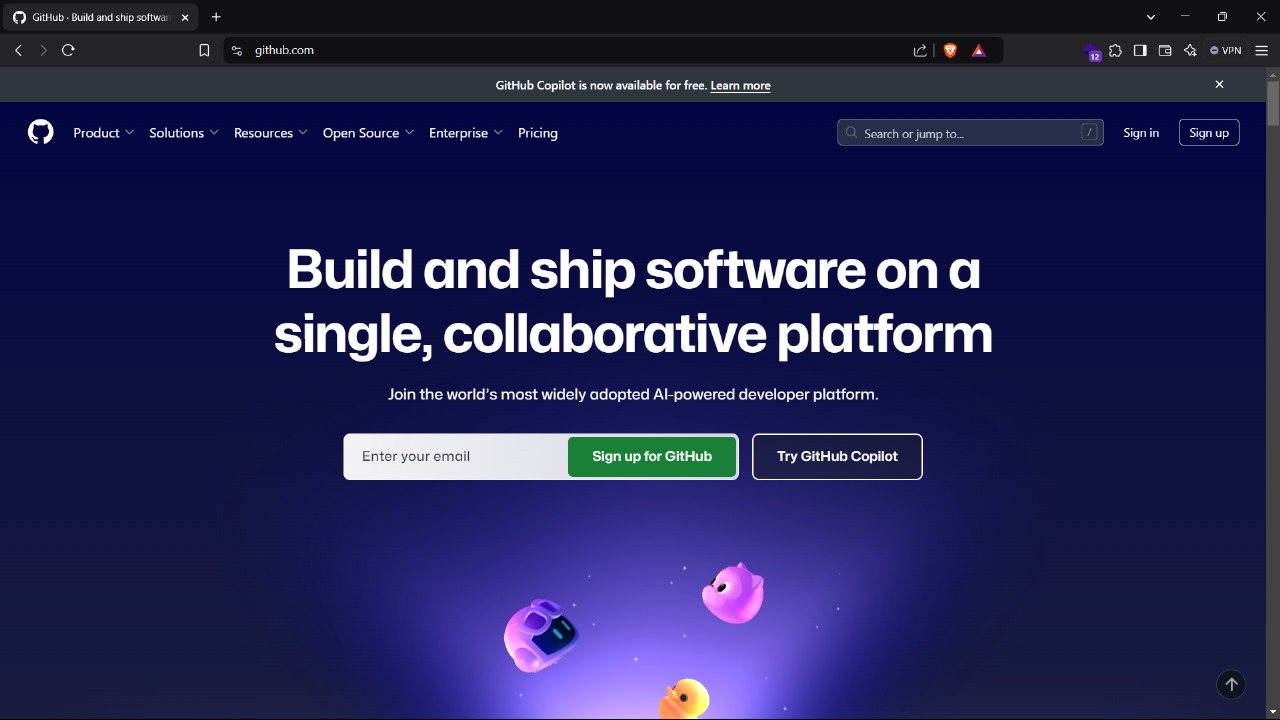 GitHub · Build and ship softwar
github.com
12
VPN
GitHub Copilot is now available for free. Learn more
Product
Solutions
Resources
Open Source
Enterprise
Pricing
Search or jump to...
/
Sign in
Sign up
Build and ship software on a
single, collaborative platform
Join the world's most widely adopted AI-powered developer platform.
Enter your email
Sign up for GitHub
Try GitHub Copilot